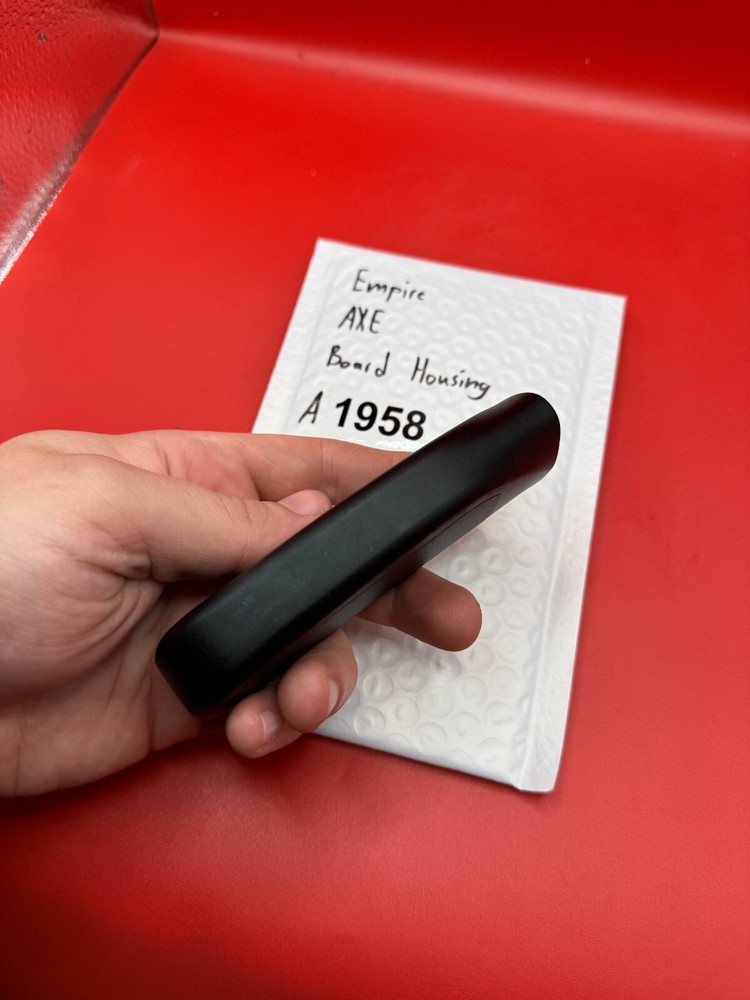 Empire
AXE
Board Housing
A 1958